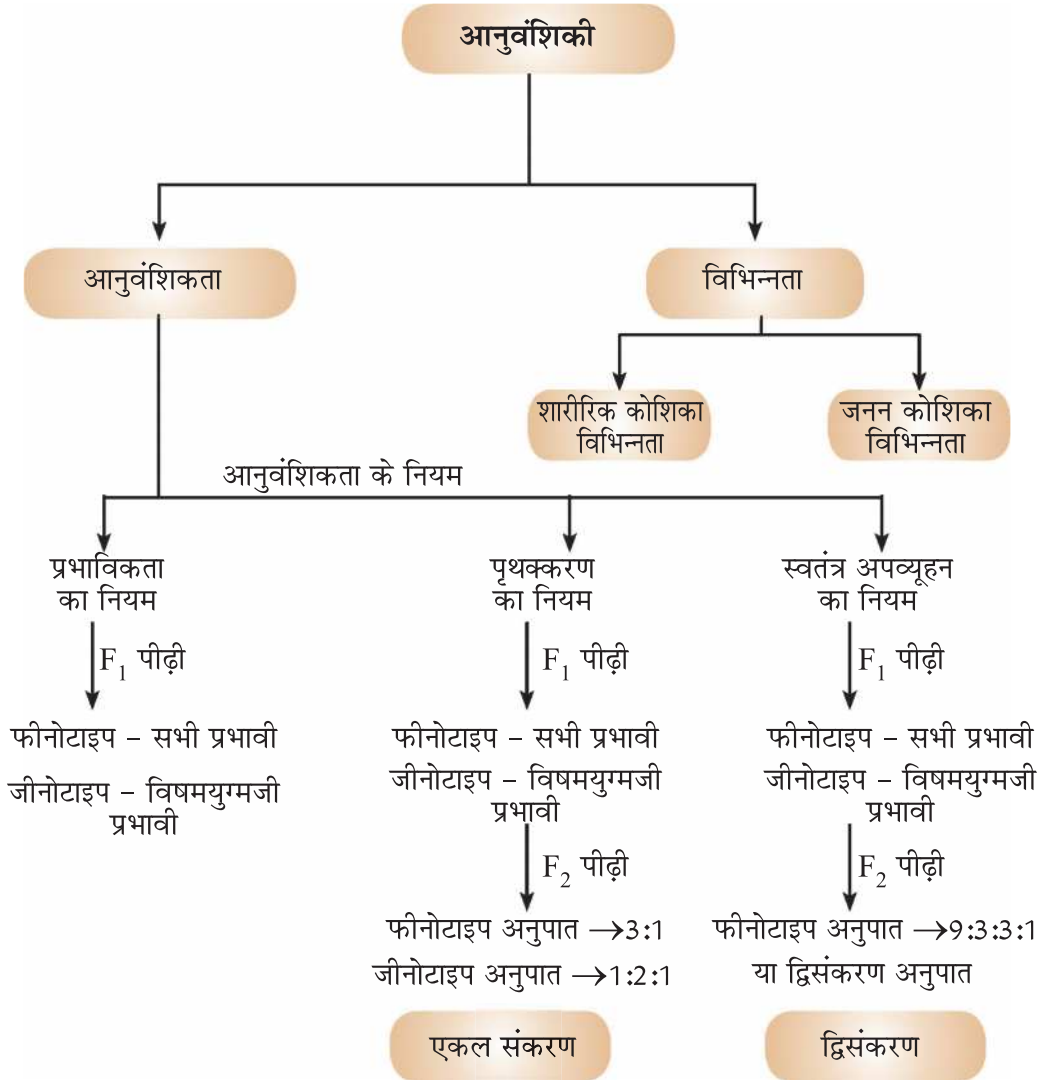 आनुवंशिकी
आनुवंशिकता
विभिन्नता
शारीरिक कोशिका
विभिन्नता
जनन कोशिका
विभिन्नता
आनुवंशिकता के नियम
प्रभाविकता
का नियम
F₁ पीढ़ी
फीनोटाइप – सभी प्रभावी
जीनोटाइप – विषमयुग्मजी
प्रभावी
पृथक्करण
का नियम
F₁ पीढ़ी
फीनोटाइप – सभी प्रभावी
जीनोटाइप – विषमयुग्मजी
प्रभावी
F₂ पीढ़ी
फीनोटाइप अनुपात →3:1
जीनोटाइप अनुपात →1:2:1
एकल संकरण
स्वतंत्र अपव्यूहन
का नियम
F₁ पीढ़ी
फीनोटाइप – सभी प्रभावी
जीनोटाइप – विषमयुग्मजी
प्रभावी
F₂ पीढ़ी
फीनोटाइप अनुपात →9:3:3:1
या द्विसंकरण अनुपात
द्विसंकरण